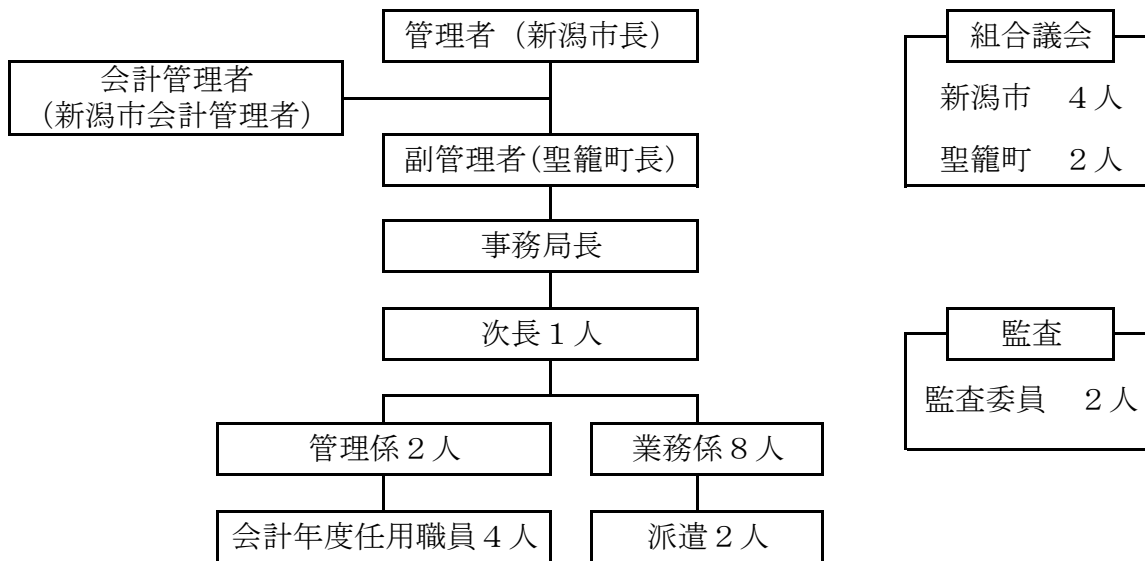 管理者（新潟市長）
会計管理者
（新潟市会計管理者）
副管理者（聖籠町長）
事務局長
次長１人
管理係２人
業務係８人
会計年度任用職員４人
派遣２人
組合議会
新潟市　４人
聖籠町　２人
監査
監査委員　２人